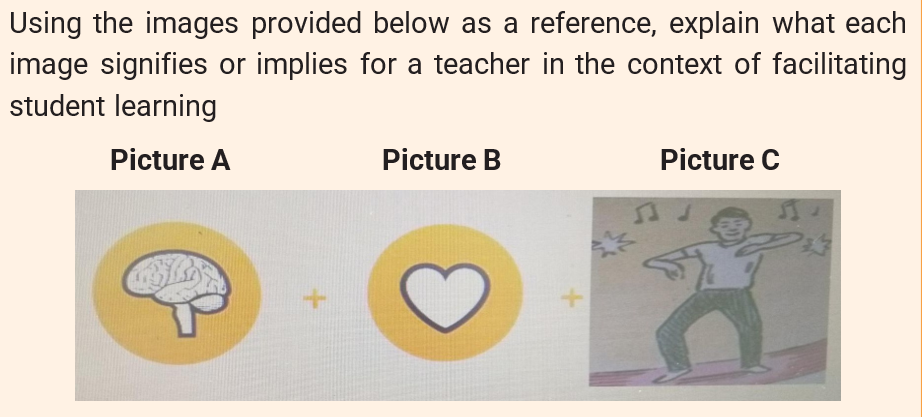 Using the images provided below as a reference, explain what each
image signifies or implies for a teacher in the context of facilitating
student learning
Picture A Picture B Picture C
+ +